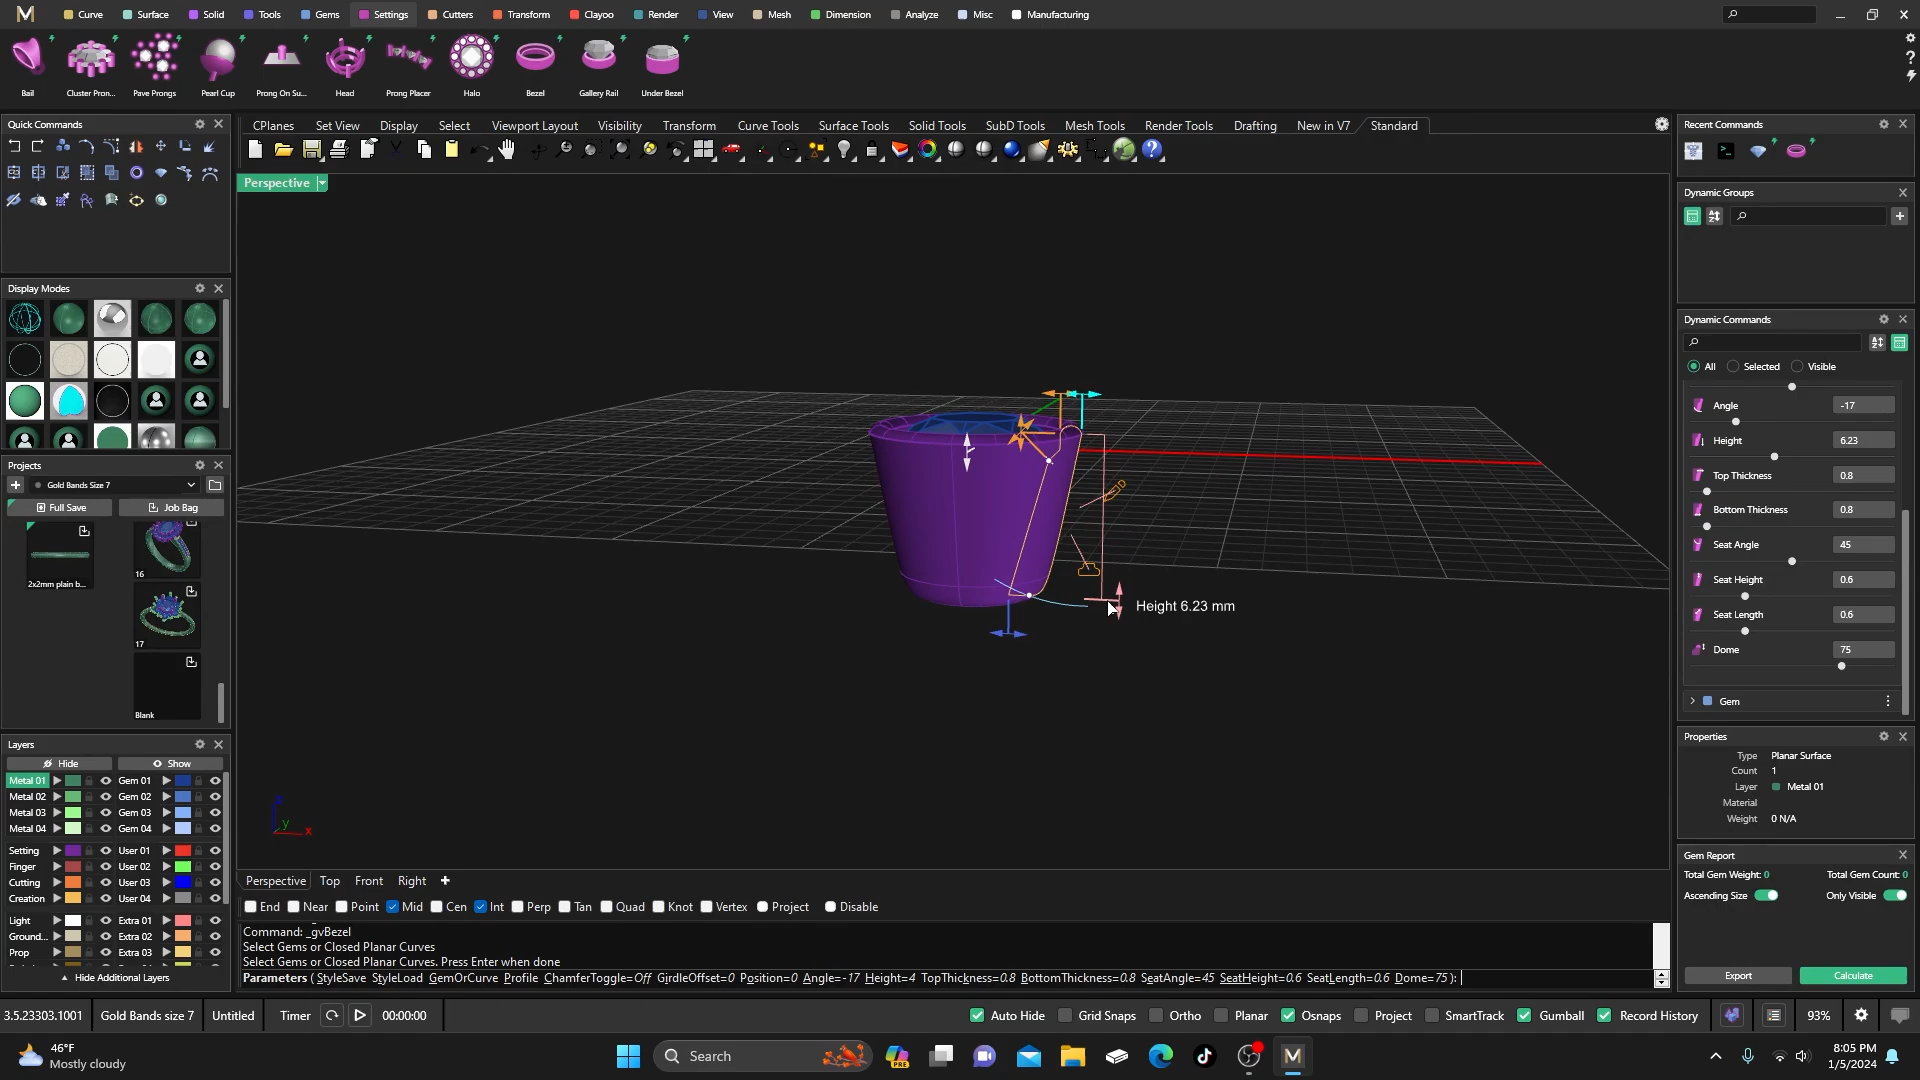 Curve Surface Solid Tools Gems Settings Cutters Transform Clayoo Render View Mesh Dimension Analyze Misc Manufacturing
Bail Cluster Pron... Pave Prongs Pearl Cup Prong On Su... Head Prong Placer Halo Bezel Gallery Rail Under Bezel
Quick Commands
CPlanes Set View Display Select Viewport Layout Visibility Transform Curve Tools Surface Tools Solid Tools SubD Tools Mesh Tools Render Tools Drafting New in V7 Standard
Perspective
Display Modes
Projects
Gold Bands Size 7
Full Save Job Bag
2x2mm plain b...
16
17
Blank
Layers
Hide Show
Metal 01 Gem 01
Metal 02 Gem 02
Metal 03 Gem 03
Metal 04 Gem 04
Setting User 01
Finger User 02
Cutting User 03
Creation User 04
Light Extra 01
Ground... Extra 02
Prop Extra 03
Hide Additional Layers
Height 6.23 mm
y
x
Perspective Top Front Right
End Near Point Mid Cen Int Perp Tan Quad Knot Vertex Project Disable
Command: _gvBezel
Select Gems or Closed Planar Curves
Select Gems or Closed Planar Curves. Press Enter when done
Parameters ( StyleSave StyleLoad GemOrCurve Profile ChamferToggle=Off GirdleOffset=0 Position=0 Angle=-17 Height=4 TopThickness=0.8 BottomThickness=0.8 SeatAngle=45 SeatHeight=0.6 SeatLength=0.6 Dome=75 ):
Recent Commands
Dynamic Groups
Dynamic Commands
All Selected Visible
Angle -17
Height 6.23
Top Thickness 0.8
Bottom Thickness 0.8
Seat Angle 45
Seat Height 0.6
Seat Length 0.6
Dome 75
Gem
Properties
Type Planar Surface
Count 1
Layer Metal 01
Material
Weight 0 N/A
Gem Report
Total Gem Weight: 0 Total Gem Count: 0
Ascending Size Only Visible
Export Calculate
3.5.23303.1001 Gold Bands size 7 Untitled Timer 00:00:00 Auto Hide Grid Snaps Ortho Planar Osnaps Project SmartTrack Gumball Record History 93%
46°F
Mostly cloudy
Search
PRE
8:05 PM
1/5/2024